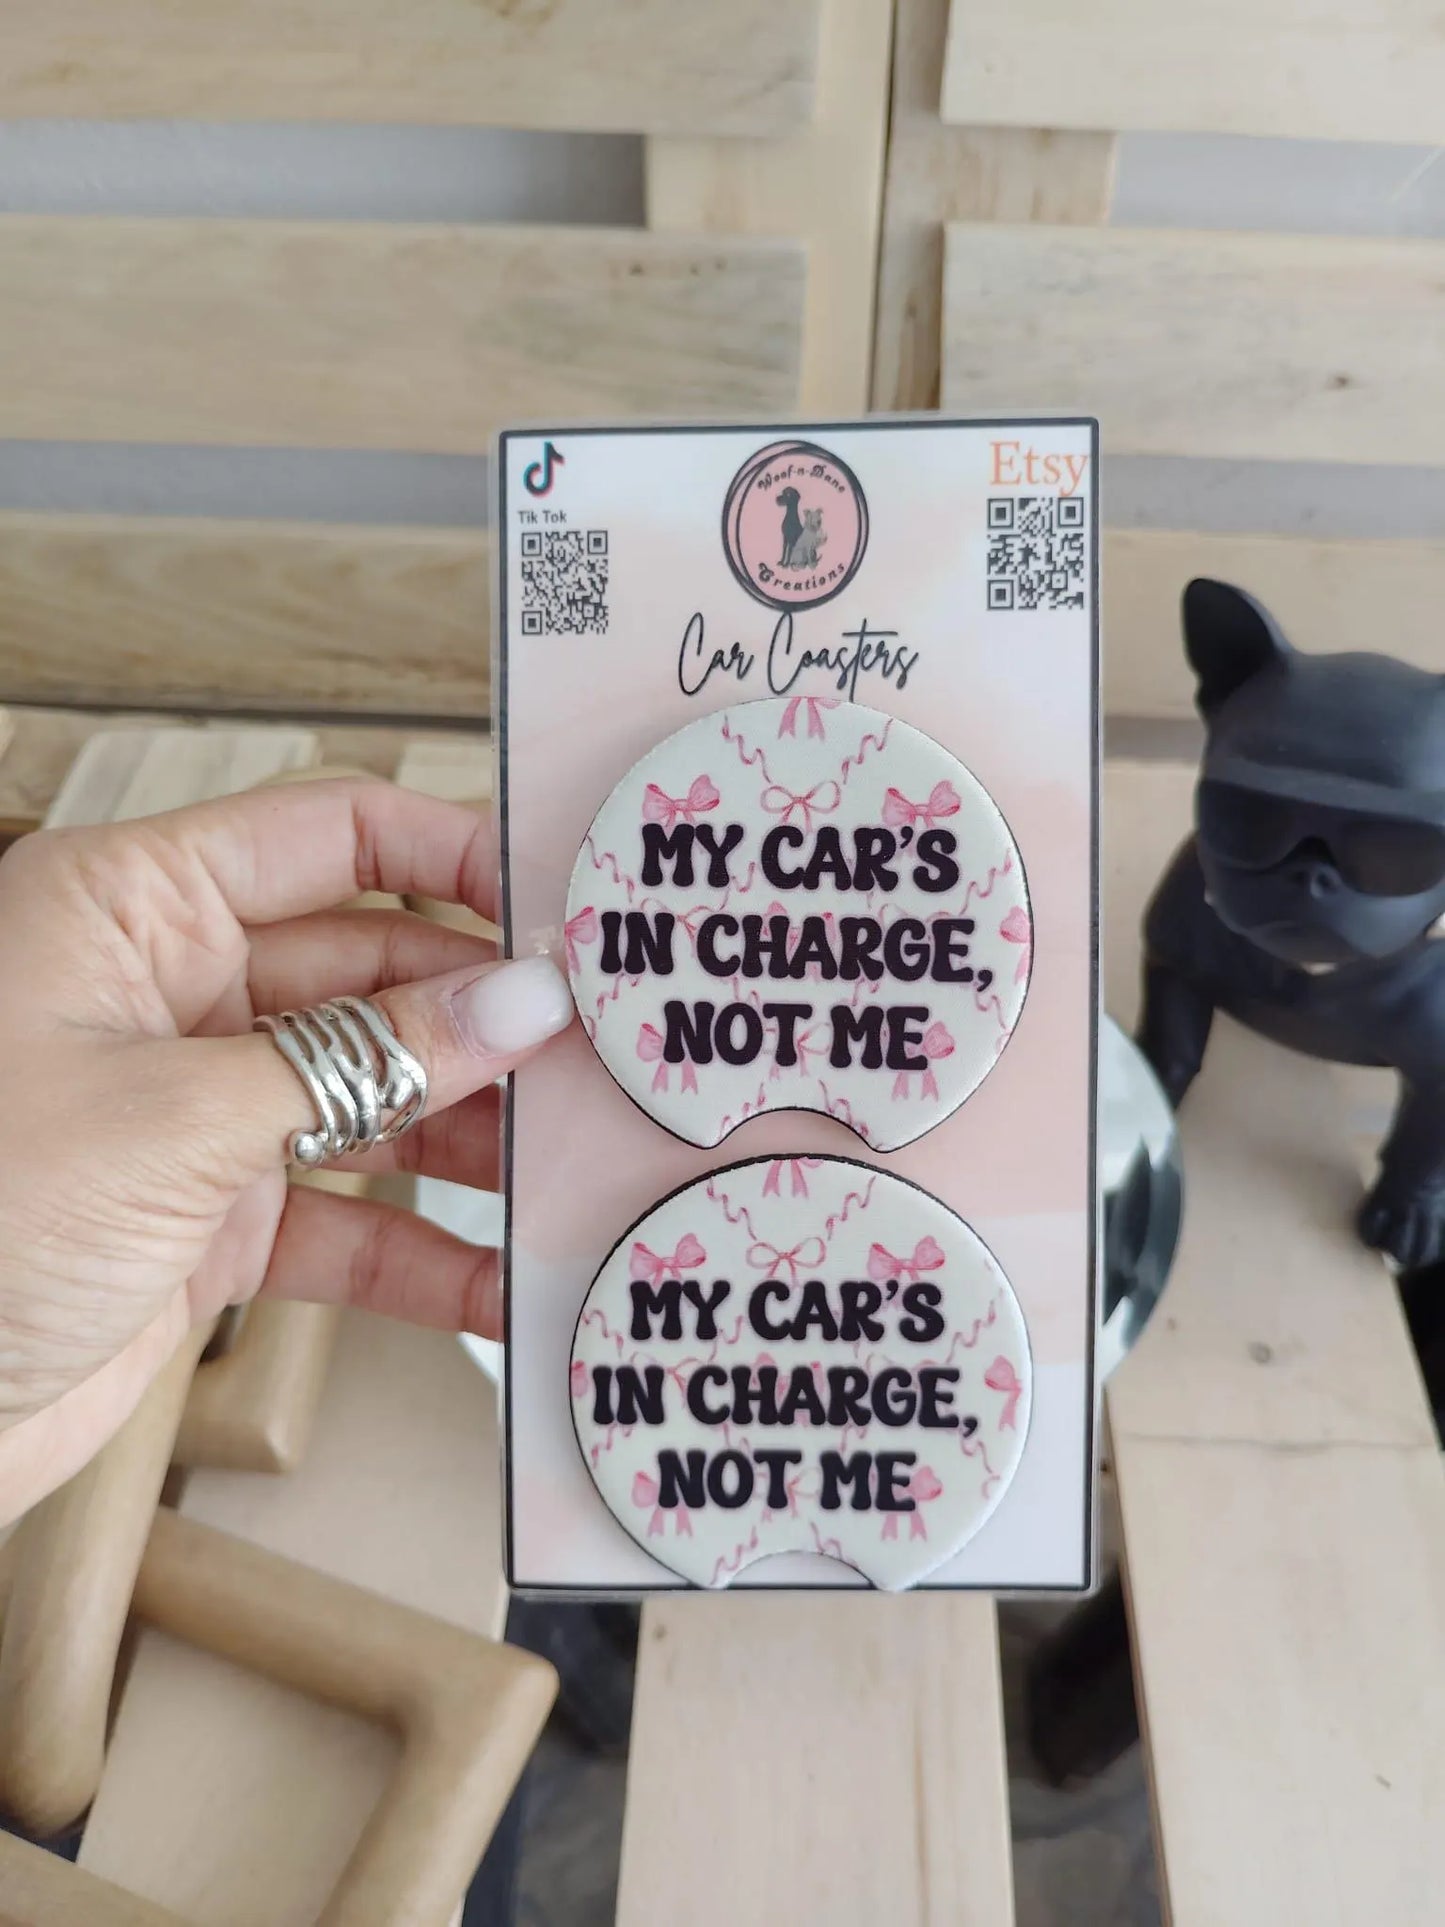 Tik Tok
Woof-n-Dane
Creations
Etsy
Car Coasters
MY CAR'S
IN CHARGE,
NOT ME
MY CAR'S
IN CHARGE,
NOT ME